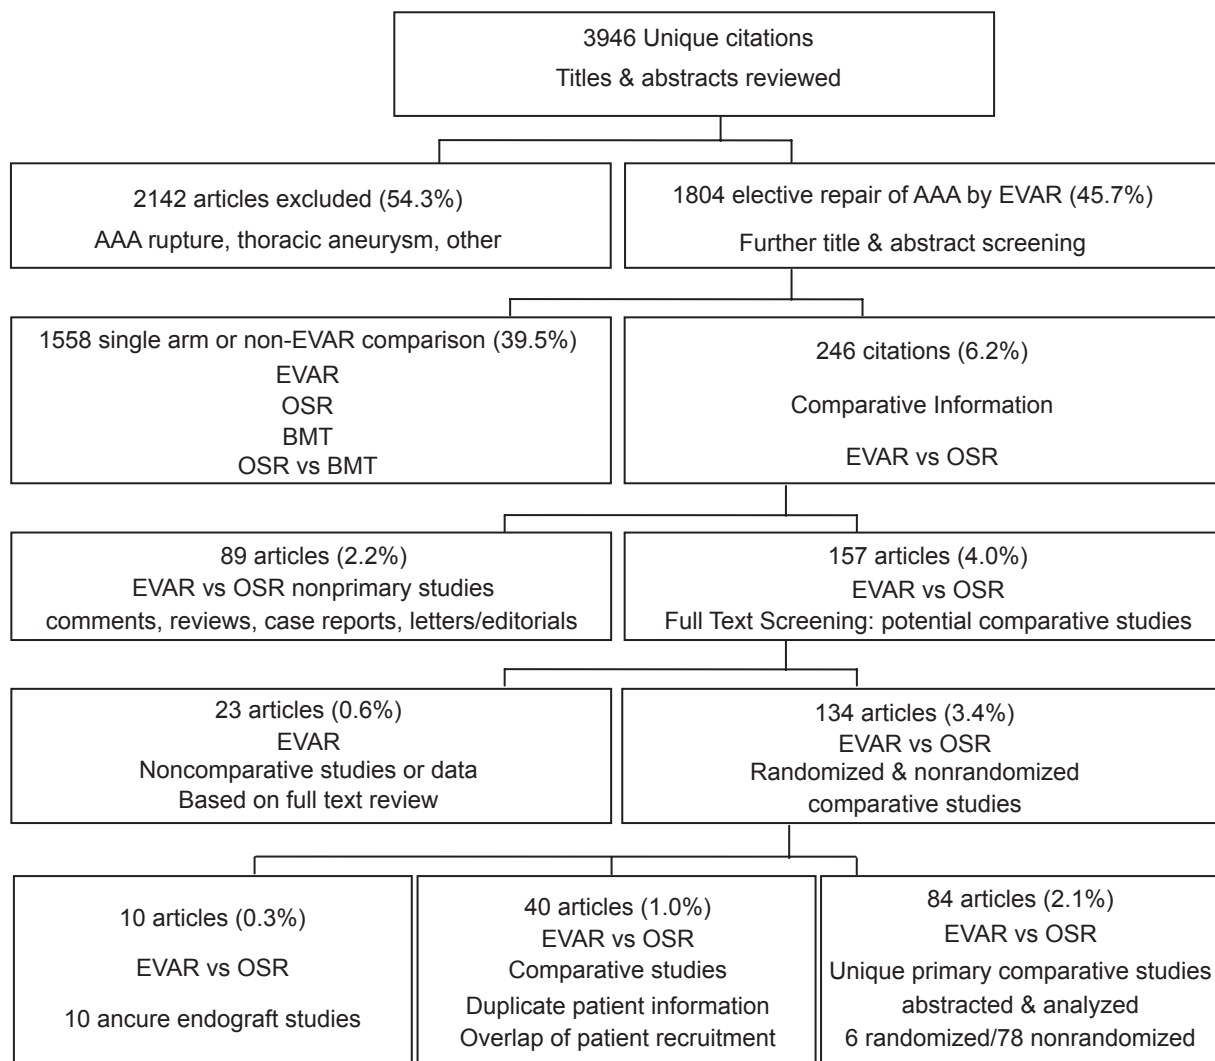 3946 Unique citations
Titles & abstracts reviewed
2142 articles excluded (54.3%)
AAA rupture, thoracic aneurysm, other
1804 elective repair of AAA by EVAR (45.7%)
Further title & abstract screening
1558 single arm or non-EVAR comparison (39.5%)
EVAR
OSR
BMT
OSR vs BMT
246 citations (6.2%)
Comparative Information
EVAR vs OSR
89 articles (2.2%)
EVAR vs OSR nonprimary studies
comments, reviews, case reports, letters/editorials
157 articles (4.0%)
EVAR vs OSR
Full Text Screening: potential comparative studies
23 articles (0.6%)
EVAR
Noncomparative studies or data
Based on full text review
134 articles (3.4%)
EVAR vs OSR
Randomized & nonrandomized
comparative studies
10 articles (0.3%)
EVAR vs OSR
10 ancure endograft studies
40 articles (1.0%)
EVAR vs OSR
Comparative studies
Duplicate patient information
Overlap of patient recruitment
84 articles (2.1%)
EVAR vs OSR
Unique primary comparative studies
abstracted & analyzed
6 randomized/78 nonrandomized